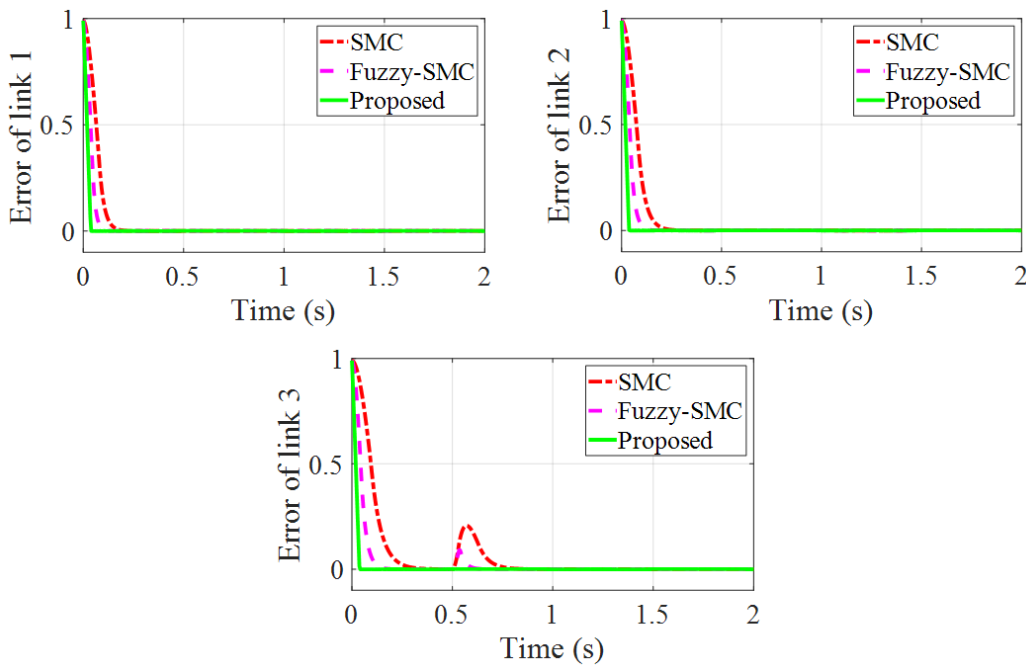 1
0.5
0
Error of link 1
SMC
Fuzzy-SMC
Proposed
0 0.5 1 1.5 2
Time (s)
1
0.5
0
Error of link 2
SMC
Fuzzy-SMC
Proposed
0 0.5 1 1.5 2
Time (s)
1
0.5
0
Error of link 3
SMC
Fuzzy-SMC
Proposed
0 0.5 1 1.5 2
Time (s)